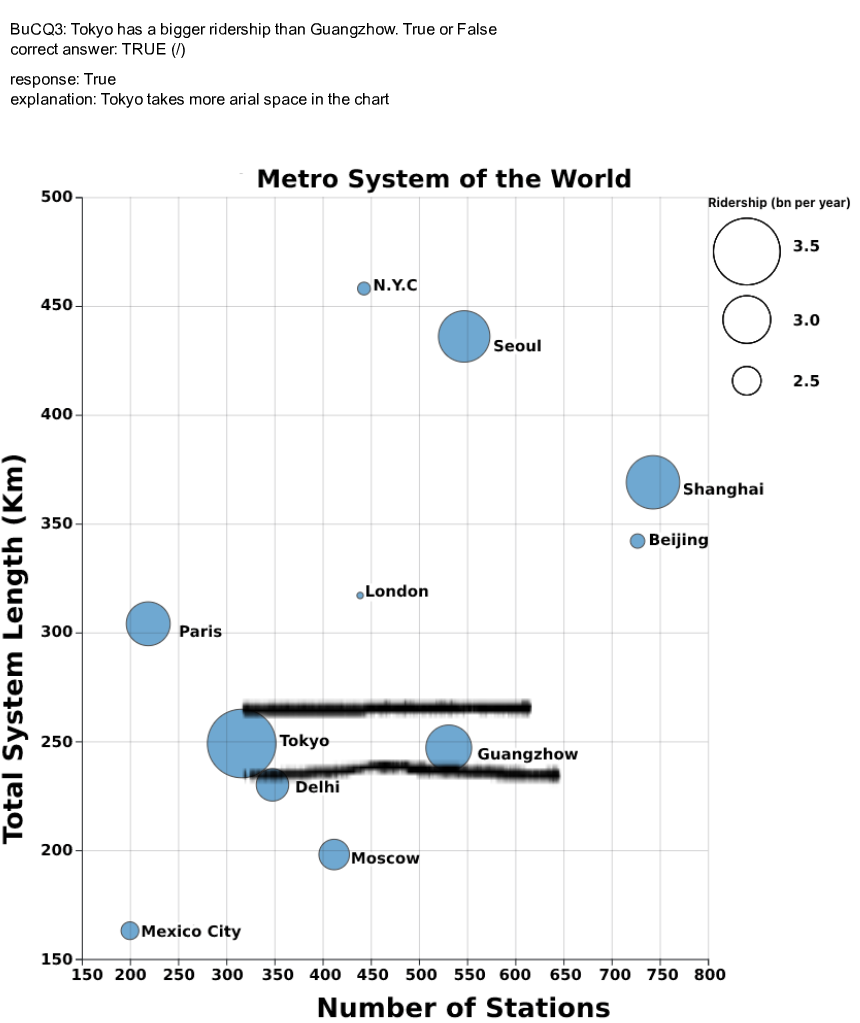 BuCQ3: Tokyo has a bigger ridership than Guangzhow. True or False
correct answer: TRUE (/)
response: True
explanation: Tokyo takes more arial space in the chart
Metro System of the World
Ridership (bn per year)
3.5
3.0
2.5
500
450
400
350
300
250
200
150
Total System Length (Km)
N.Y.C
Seoul
Shanghai
Beijing
London
Paris
Tokyo
Guangzhow
Delhi
Moscow
Mexico City
150 200 250 300 350 400 450 500 550 600 650 700 750 800
Number of Stations